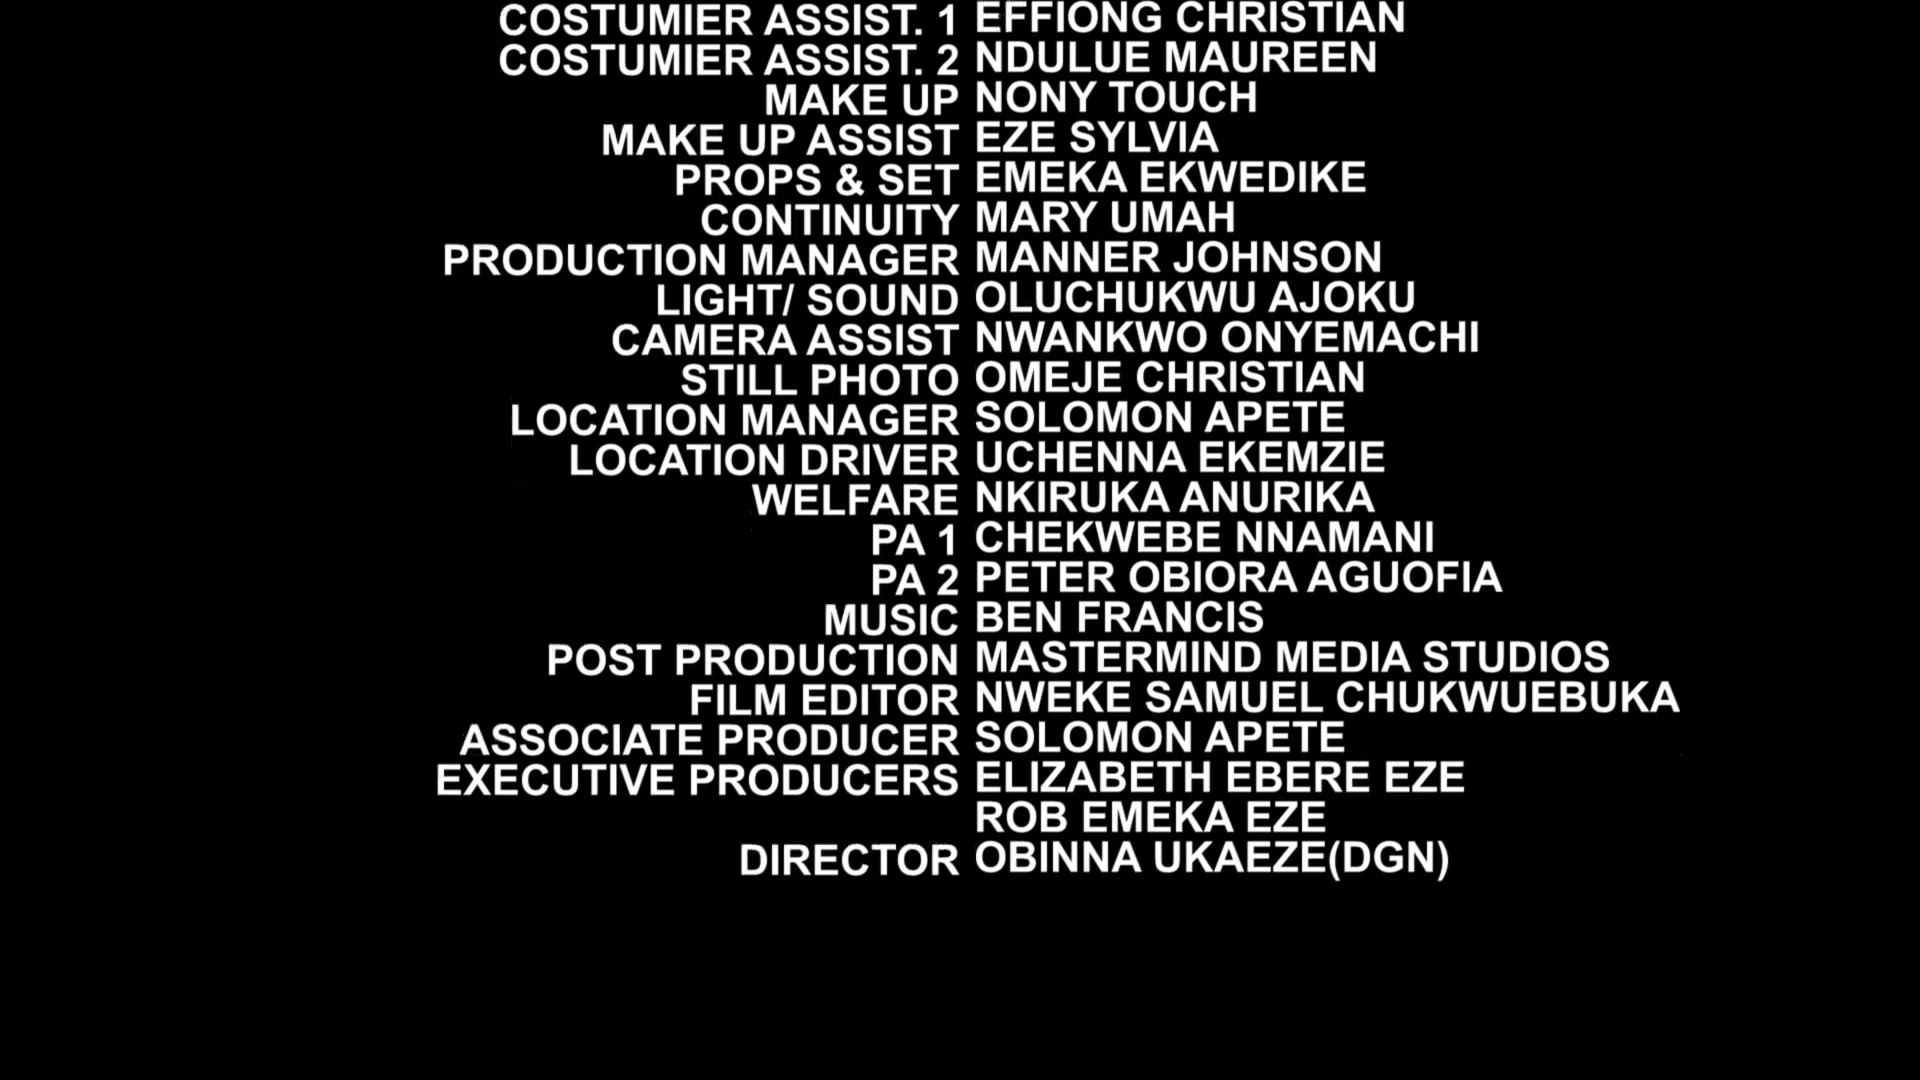 COSTUMIER ASSIST. 1 EFFIONG CHRISTIAN
COSTUMIER ASSIST. 2 NDULUE MAUREEN
MAKE UP NONY TOUCH
MAKE UP ASSIST EZE SYLVIA
PROPS & SET EMEKA EKWEDIKE
CONTINUITY MARY UMAH
PRODUCTION MANAGER MANNER JOHNSON
LIGHT/ SOUND OLUCHUKWU AJOKU
CAMERA ASSIST NWANKWO ONYEMACHI
STILL PHOTO OMEJE CHRISTIAN
LOCATION MANAGER SOLOMON APETE
LOCATION DRIVER UCHENNA EKEMZIE
WELFARE NKIRUKA ANURIKA
PA 1 CHEKWEBE NNAMANI
PA 2 PETER OBIORA AGUOFIA
MUSIC BEN FRANCIS
POST PRODUCTION MASTERMIND MEDIA STUDIOS
FILM EDITOR NWEKE SAMUEL CHUKWUEBUKA
ASSOCIATE PRODUCER SOLOMON APETE
EXECUTIVE PRODUCERS ELIZABETH EBERE EZE
ROB EMEKA EZE
DIRECTOR OBINNA UKAEZE(DGN)